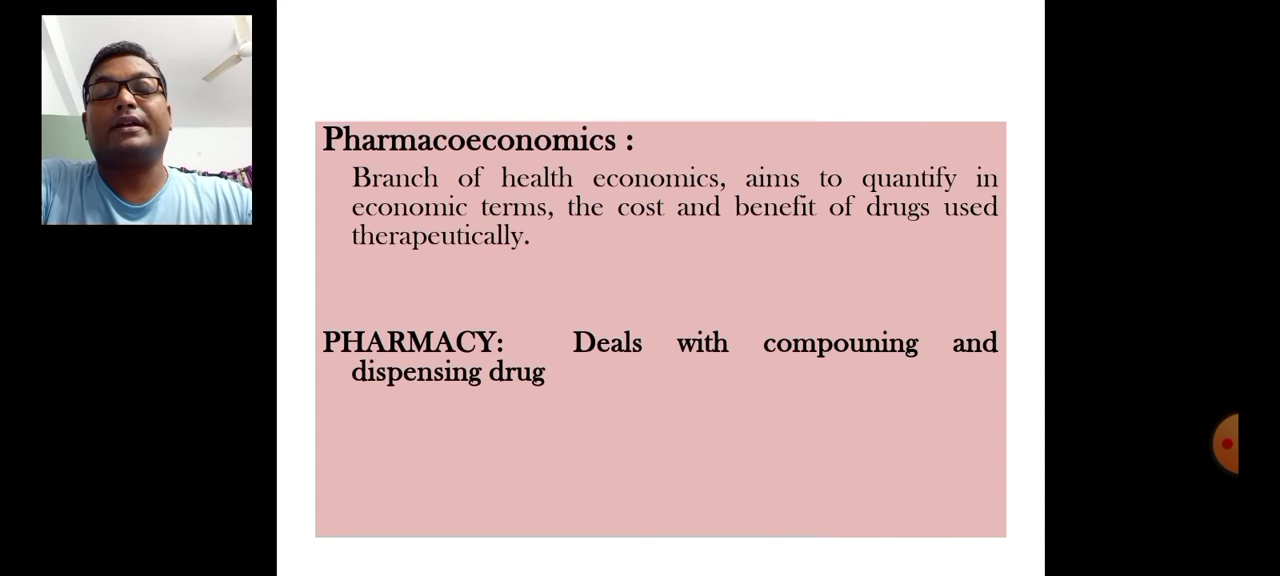 Pharmacoeconomics :
Branch of health economics, aims to quantify in
economic terms, the cost and benefit of drugs used
therapeutically.
PHARMACY: Deals with compouning and
dispensing drug